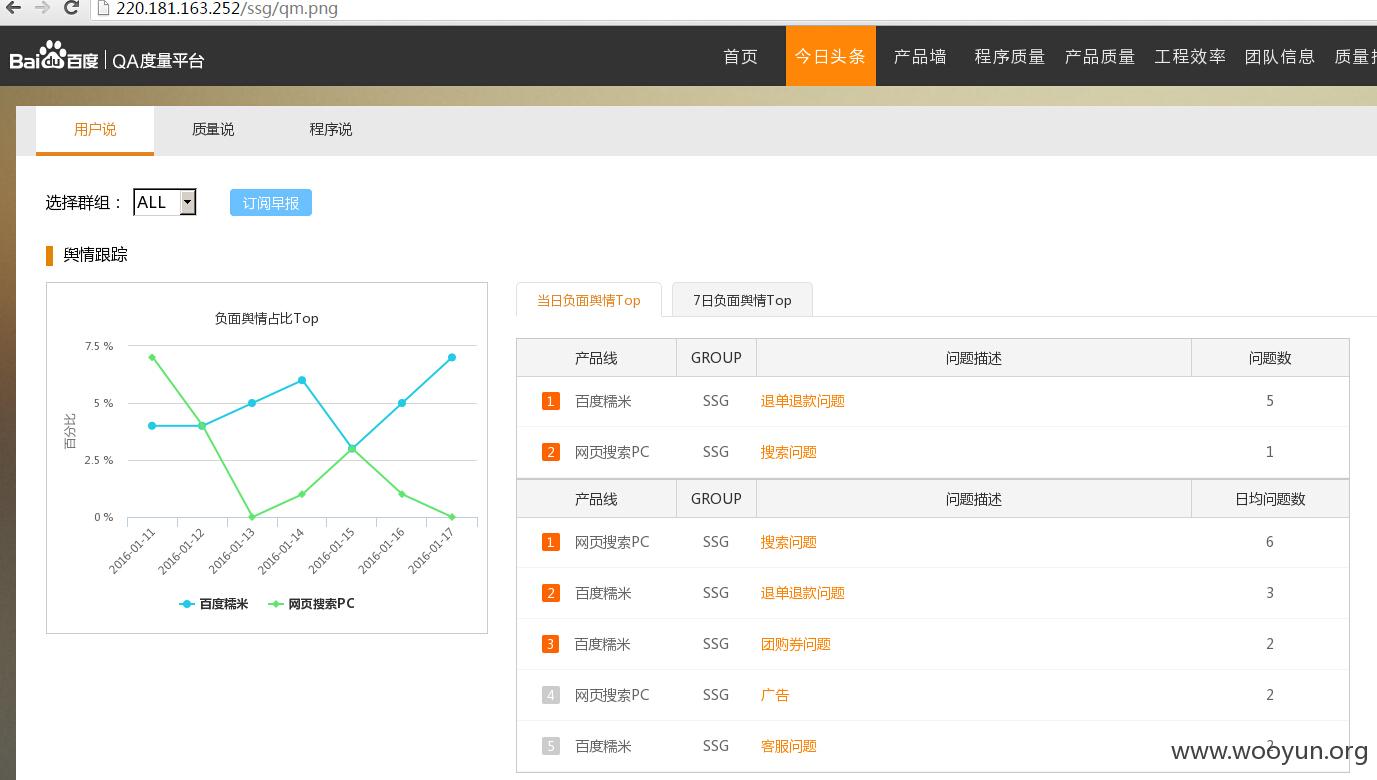 220.181.163.252/ssg/qm.png
Bai du 百度 | QA度量平台 首页 今日头条 产品墙 程序质量 产品质量 工程效率 团队信息 质量
用户说 质量说 程序说
选择群组： ALL 订阅早报
舆情跟踪
当日负面舆情Top 7日负面舆情Top
负面舆情占比Top
百分比
7.5 %
5 %
2.5 %
0 %
2016-01-11 2016-01-12 2016-01-13 2016-01-14 2016-01-15 2016-01-16 2016-01-17
百度糯米 网页搜索PC
产品线 GROUP 问题描述 问题数
1 百度糯米 SSG 退单退款问题 5
2 网页搜索PC SSG 搜索问题 1
产品线 GROUP 问题描述 日均问题数
1 网页搜索PC SSG 搜索问题 6
2 百度糯米 SSG 退单退款问题 3
3 百度糯米 SSG 团购券问题 2
4 网页搜索PC SSG 广告 2
5 百度糯米 SSG 客服问题 2
www.wooyun.org